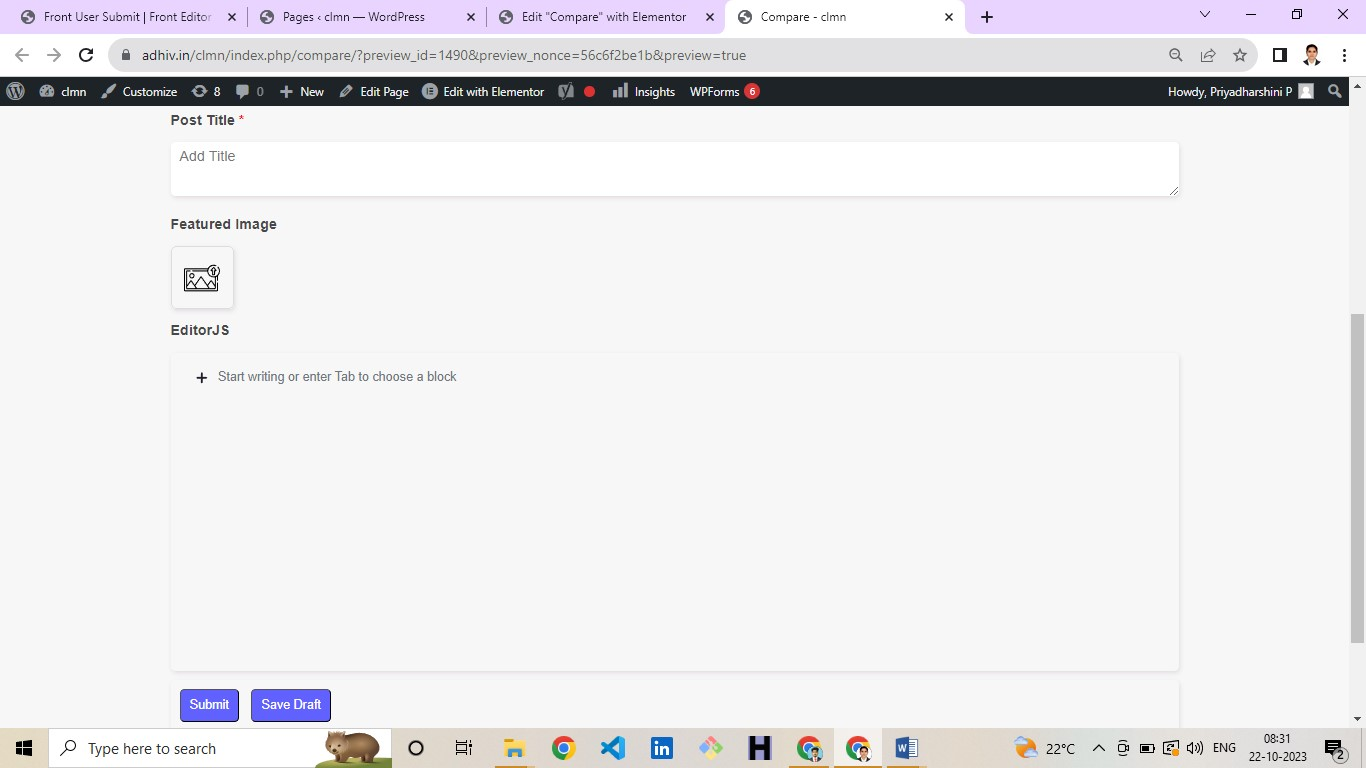 Front User Submit | Front Editor
Pages ‹ clmn — WordPress
Edit "Compare" with Elementor
Compare - clmn
adhiv.in/clmn/index.php/compare/?preview_id=1490&preview_nonce=56c6f2be1b&preview=true
clmn Customize 8 0 New Edit Page Edit with Elementor Insights WPForms 6 Howdy, Priyadharshini P
Post Title *
Add Title
Featured Image
EditorJS
+ Start writing or enter Tab to choose a block
Submit Save Draft
Type here to search
22°C ENG
08:31
22-10-2023
2